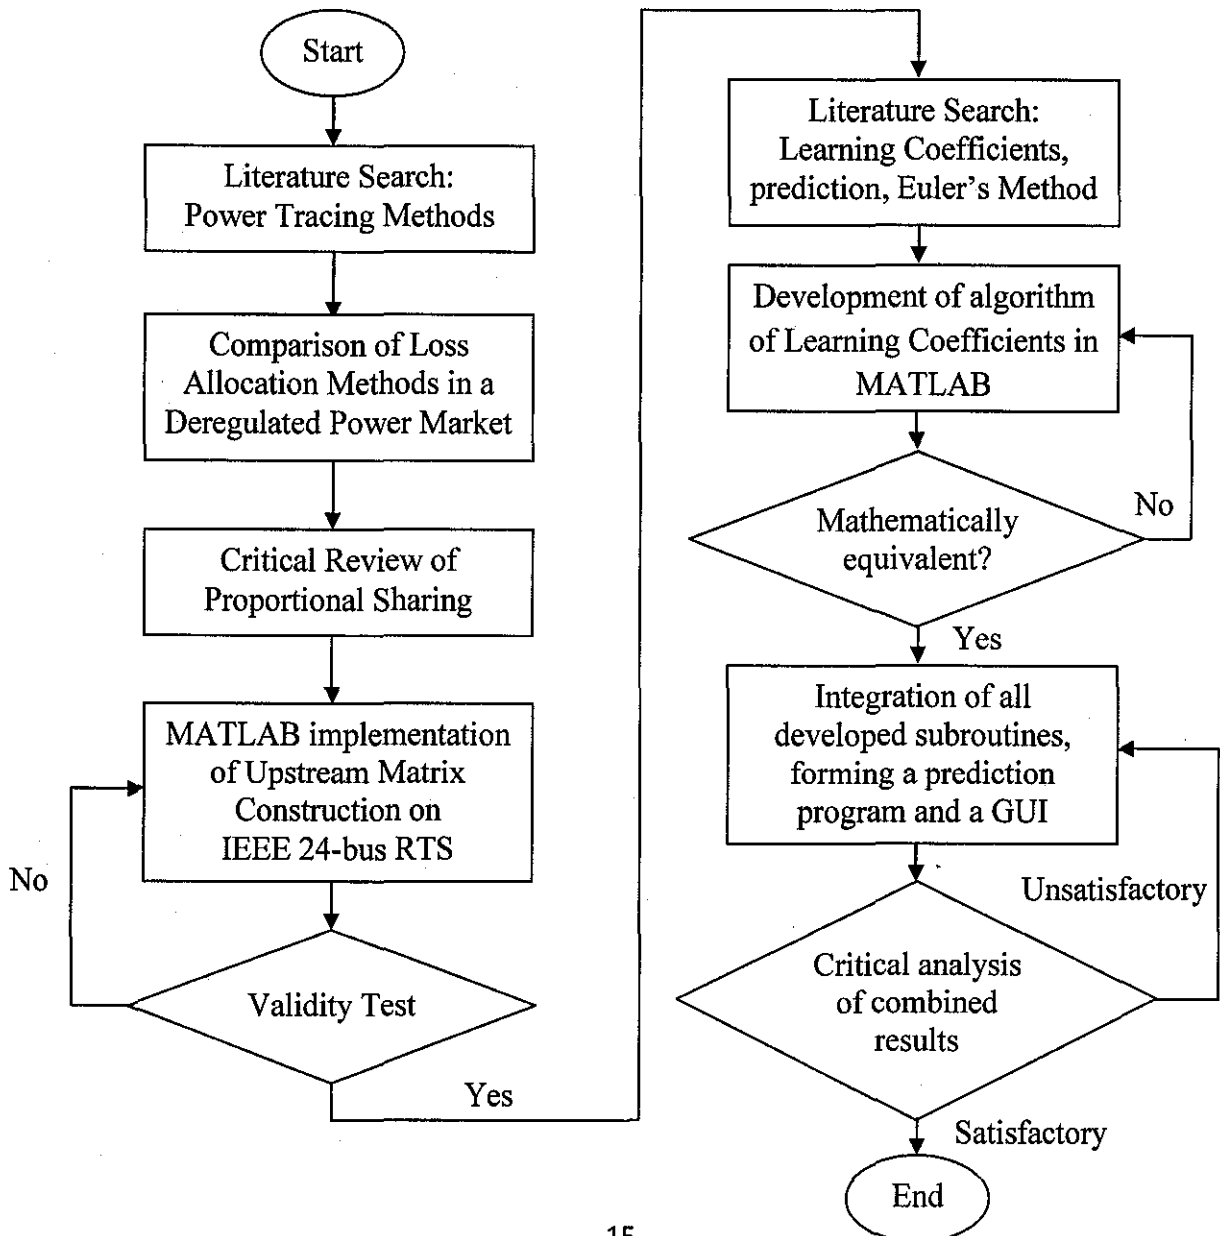 Start
Literature Search:
Power Tracing Methods
Comparison of Loss
Allocation Methods in a
Deregulated Power Market
Critical Review of
Proportional Sharing
MATLAB implementation
of Upstream Matrix
Construction on
IEEE 24-bus RTS
No
Validity Test
Yes
Literature Search:
Learning Coefficients,
prediction, Euler's Method
Development of algorithm
of Learning Coefficients in
MATLAB
No
Mathematically
equivalent?
Yes
Integration of all
developed subroutines,
forming a prediction
program and a GUI
Unsatisfactory
Critical analysis
of combined
results
Satisfactory
End